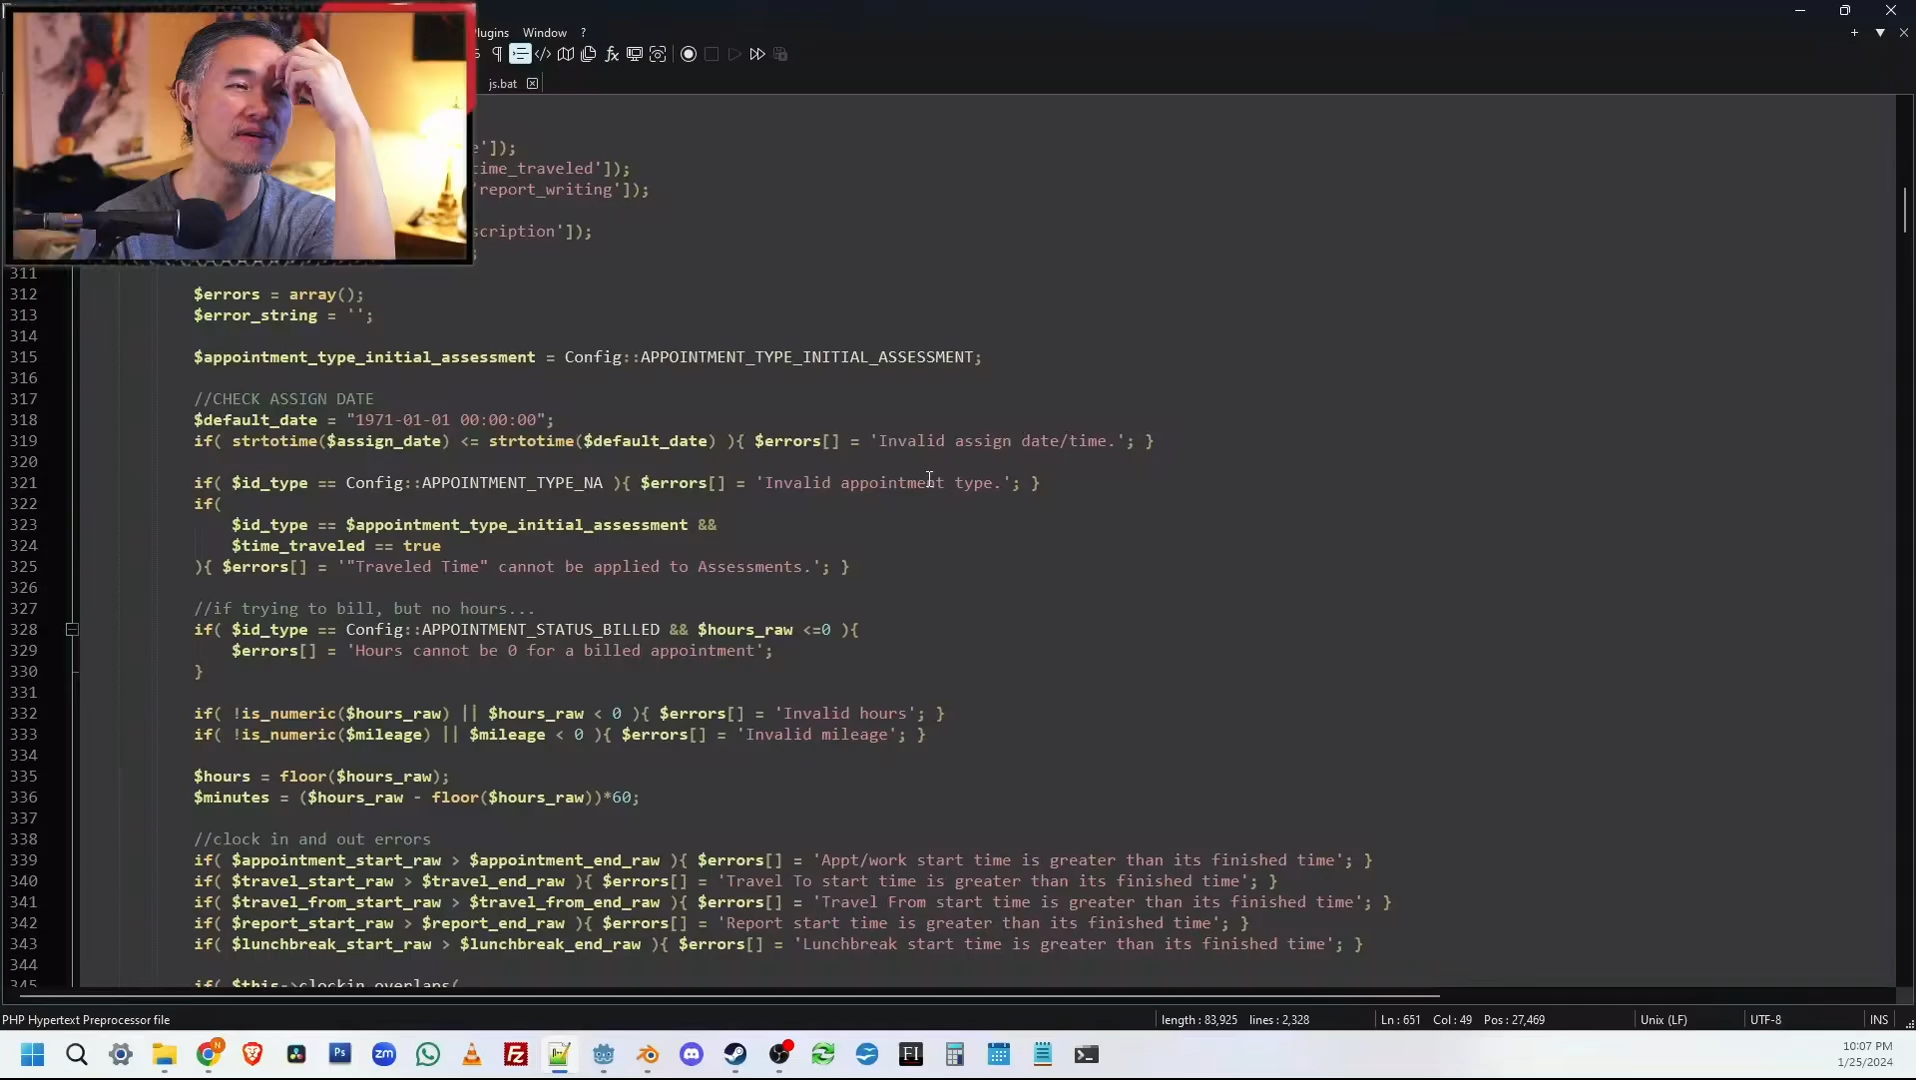 lugins Window ?
js.bat
e']);
time_traveled']);
'report_writing']);
scription']);
;
311
312 $errors = array();
313 $error_string = '';
314
315 $appointment_type_initial_assessment = Config::APPOINTMENT_TYPE_INITIAL_ASSESSMENT;
316
317 //CHECK ASSIGN DATE
318 $default_date = "1971-01-01 00:00:00";
319 if( strtotime($assign_date) <= strtotime($default_date) ){ $errors[] = 'Invalid assign date/time.'; }
320
321 if( $id_type == Config::APPOINTMENT_TYPE_NA ){ $errors[] = 'Invalid appointment type.'; }
322 if(
323 $id_type == $appointment_type_initial_assessment &&
324 $time_traveled == true
325 ){ $errors[] = '"Traveled Time" cannot be applied to Assessments.'; }
326
327 //if trying to bill, but no hours...
328 if( $id_type == Config::APPOINTMENT_STATUS_BILLED && $hours_raw <=0 ){
329 $errors[] = 'Hours cannot be 0 for a billed appointment';
330 }
331
332 if( !is_numeric($hours_raw) || $hours_raw < 0 ){ $errors[] = 'Invalid hours'; }
333 if( !is_numeric($mileage) || $mileage < 0 ){ $errors[] = 'Invalid mileage'; }
334
335 $hours = floor($hours_raw);
336 $minutes = ($hours_raw - floor($hours_raw))*60;
337
338 //clock in and out errors
339 if( $appointment_start_raw > $appointment_end_raw ){ $errors[] = 'Appt/work start time is greater than its finished time'; }
340 if( $travel_start_raw > $travel_end_raw ){ $errors[] = 'Travel To start time is greater than its finished time'; }
341 if( $travel_from_start_raw > $travel_from_end_raw ){ $errors[] = 'Travel From start time is greater than its finished time'; }
342 if( $report_start_raw > $report_end_raw ){ $errors[] = 'Report start time is greater than its finished time'; }
343 if( $lunchbreak_start_raw > $lunchbreak_end_raw ){ $errors[] = 'Lunchbreak start time is greater than its finished time'; }
344
345 if( $this->clockin_overlaps(
PHP Hypertext Preprocessor file length : 83,925 lines : 2,328 Ln : 651 Col : 49 Pos : 27,469 Unix (LF) UTF-8 INS
N Ps zm FI
10:07 PM
1/25/2024